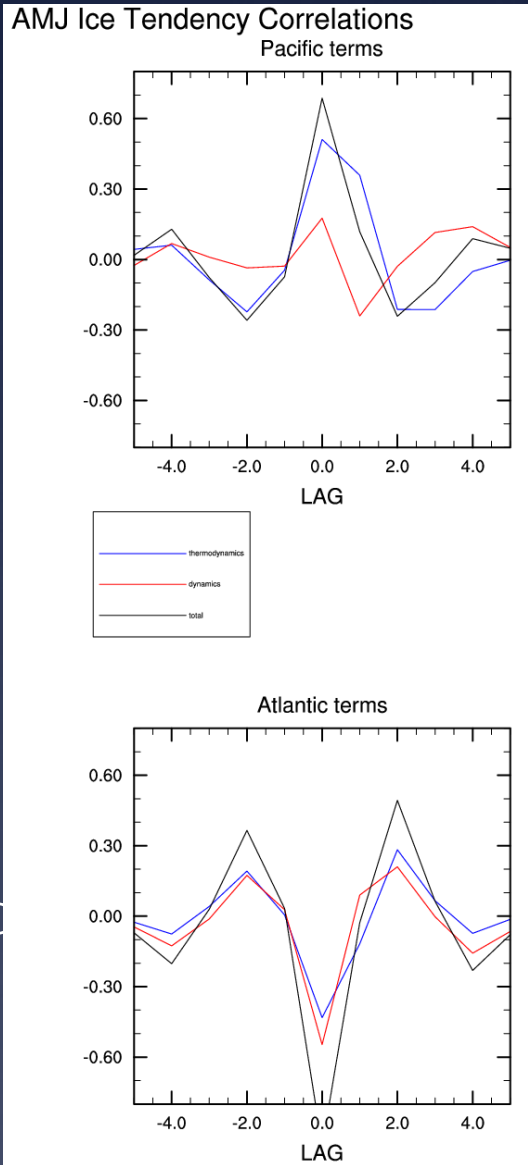 AMJ Ice Tendency Correlations
Pacific terms
0.60
0.30
0.00
-0.30
-0.60
-4.0 -2.0 0.0 2.0 4.0
LAG
thermodynamics
dynamics
total
Atlantic terms
0.60
0.30
0.00
-0.30
-0.60
-4.0 -2.0 0.0 2.0 4.0
LAG